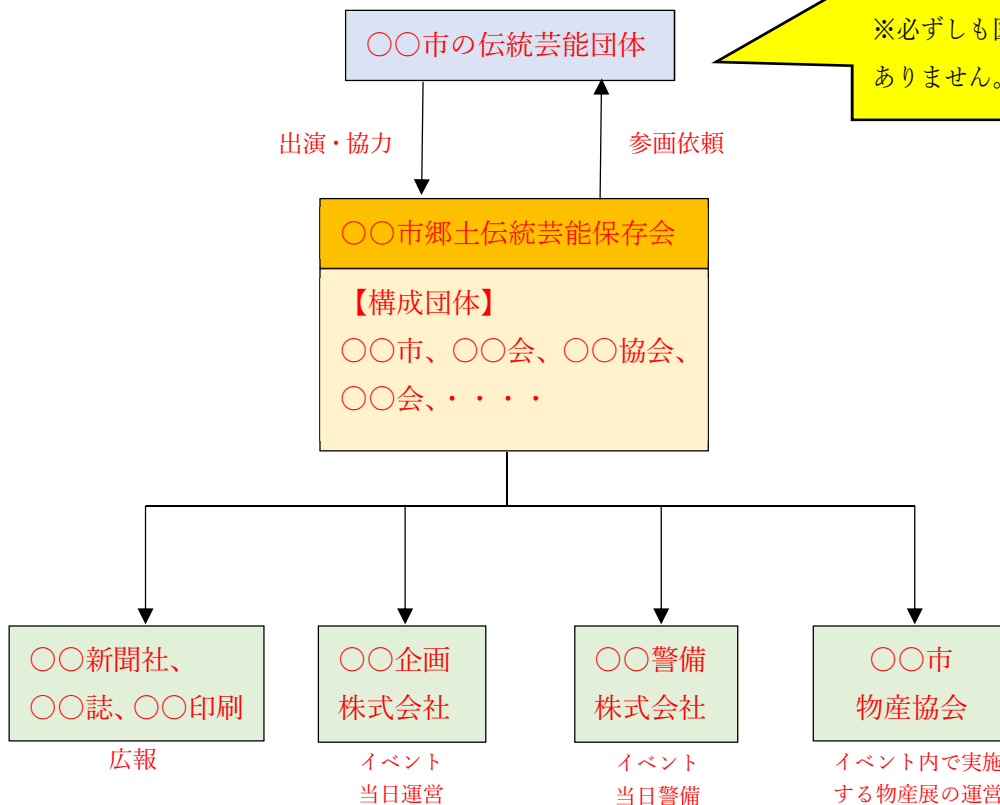 ○○市の伝統芸能団体
※必ずしも
ありません。
出演・協力
参画依頼
○○市郷土伝統芸能保存会
【構成団体】
○○市、○○会、○○協会、
○○会、・・・・
○○新聞社、
○○誌、○○印刷
広報
○○企画
株式会社
イベント
当日運営
○○警備
株式会社
イベント
当日警備
○○市
物産協会
イベント内で実施
する物産展の運営